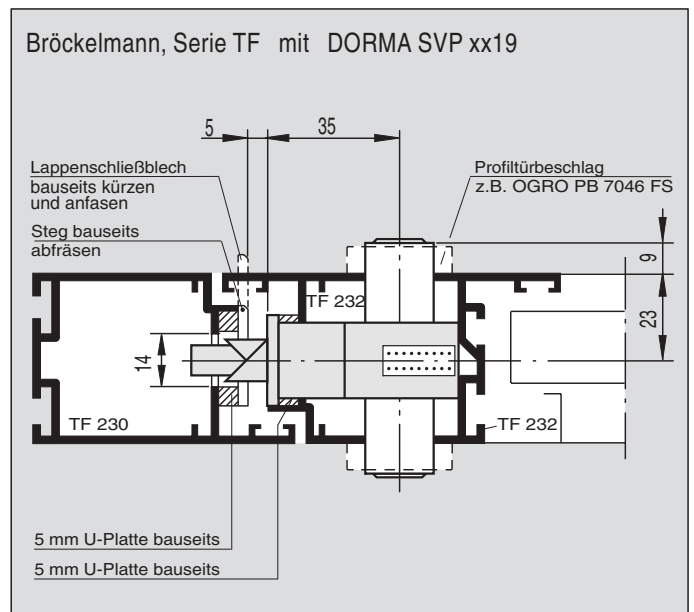 Bröckelmann, Serie TF mit DORMA SVP xx19
5
35
Lappenschließblech
bauseits kürzen
und anfasen
Profiltürbeschlag
z.B. OGRO PB 7046 FS
Steg bauseits
abfräsen
9
TF 232
23
14
TF 230
TF 232
5 mm U-Platte bauseits
5 mm U-Platte bauseits